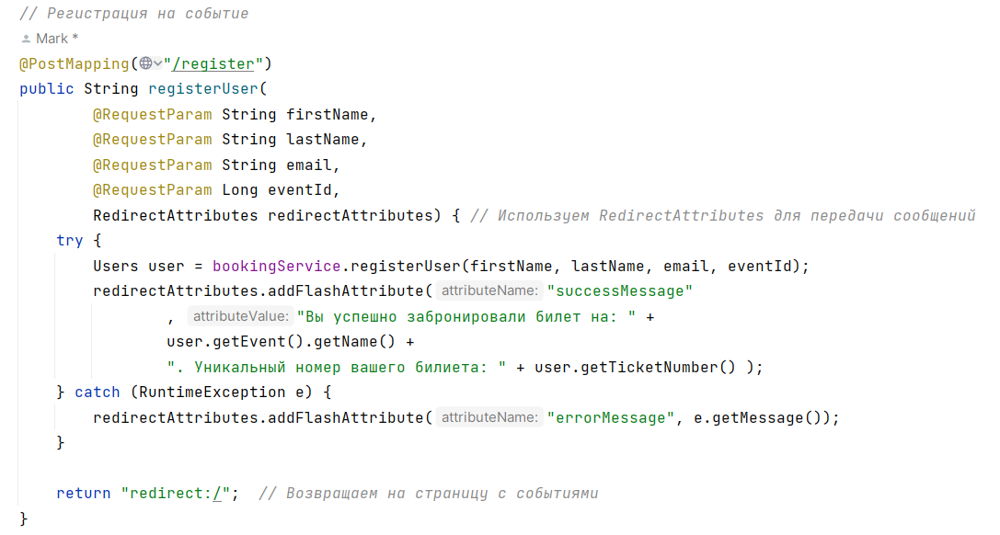 // Регистрация на событие
Mark *
@PostMapping("/register")
public String registerUser(
@RequestParam String firstName,
@RequestParam String lastName,
@RequestParam String email,
@RequestParam Long eventId,
RedirectAttributes redirectAttributes) { // Используем RedirectAttributes для передачи сообщений
try {
Users user = bookingService.registerUser(firstName, lastName, email, eventId);
redirectAttributes.addFlashAttribute( attributeName: "successMessage"
, attributeValue: "Вы успешно забронировали билет на: " +
user.getEvent().getName() +
". Уникальный номер вашего билиета: " + user.getTicketNumber() );
} catch (RuntimeException e) {
redirectAttributes.addFlashAttribute( attributeName: "errorMessage", e.getMessage());
}
return "redirect:/"; // Возвращаем на страницу с событиями
}